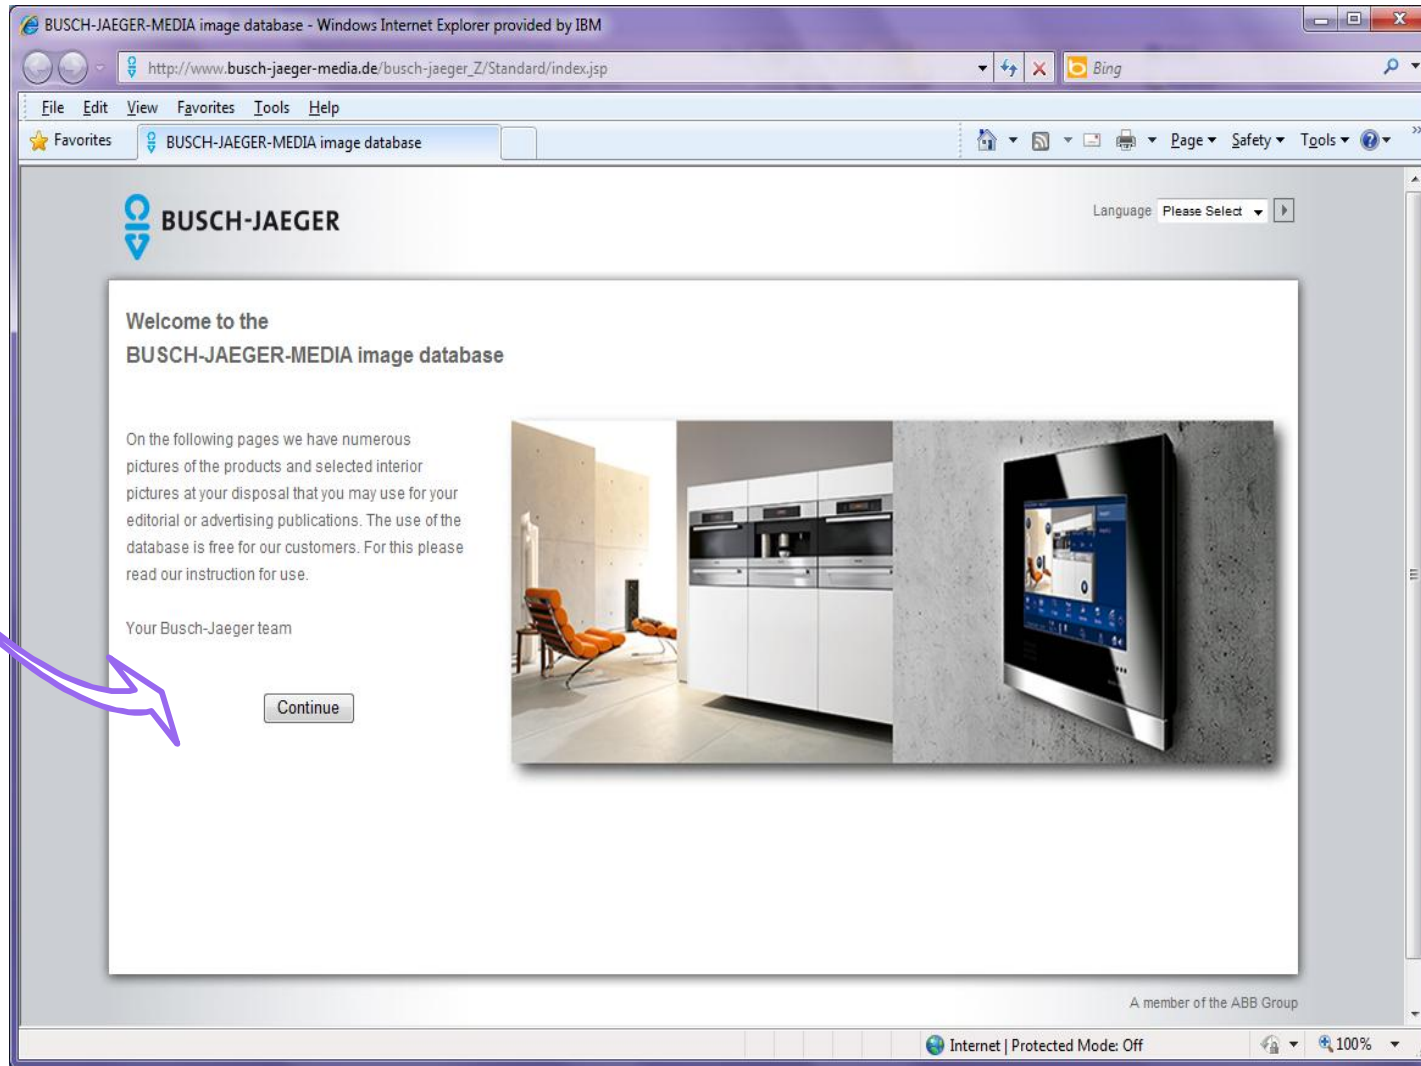 BUSCH-JAEGER-MEDIA image database - Windows Internet Explorer provided by IBM
http://www.busch-jaeger-media.de/busch-jaeger_Z/Standard/index.jsp
Bing
File Edit View Favorites Tools Help
Favorites BUSCH-JAEGER-MEDIA image database Page Safety Tools
BUSCH-JAEGER
Language Please Select
Welcome to the
BUSCH-JAEGER-MEDIA image database
On the following pages we have numerous
pictures of the products and selected interior
pictures at your disposal that you may use for your
editorial or advertising publications. The use of the
database is free for our customers. For this please
read our instruction for use.
Your Busch-Jaeger team
Continue
A member of the ABB Group
Internet | Protected Mode: Off 100%